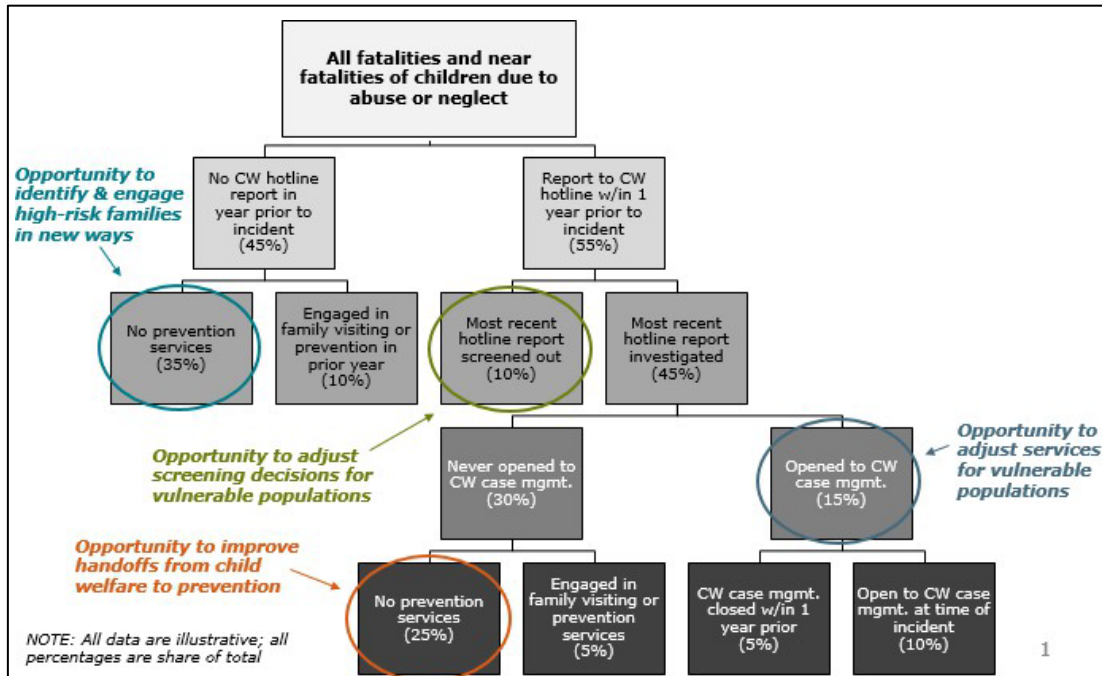 All fatalities and near
fatalities of children due to
abuse or neglect
Opportunity to
identify & engage
high-risk families
in new ways
No CW hotline
report in
year prior to
incident
(45%)
Report to CW
hotline w/in 1
year prior to
incident
(55%)
No prevention
services
(35%)
Engaged in
family visiting or
prevention in
prior year
(10%)
Most recent
hotline report
screened out
(10%)
Most recent
hotline report
investigated
(45%)
Opportunity to adjust
screening decisions for
vulnerable populations
Never opened to
CW case mgmt.
(30%)
Opened to CW
case mgmt.
(15%)
Opportunity to
adjust services
for vulnerable
populations
Opportunity to improve
handoffs from child
welfare to prevention
No prevention
services
(25%)
Engaged in
family visiting or
prevention
services
(5%)
CW case mgmt.
closed w/in 1
year prior
(5%)
Open to CW case
mgmt. at time of
incident
(10%)
NOTE: All data are illustrative; all
percentages are share of total
1